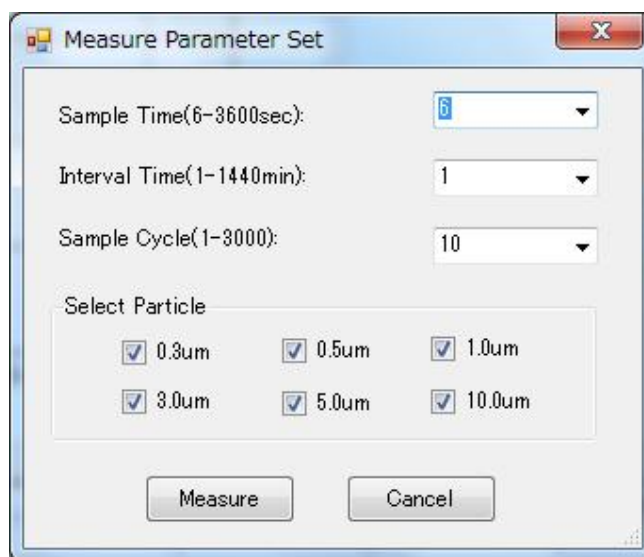 Measure Parameter Set
Sample Time(6-3600sec): 6
Interval Time(1-1440min): 1
Sample Cycle(1-3000): 10
Select Particle
0.3um 0.5um 1.0um
3.0um 5.0um 10.0um
Measure Cancel